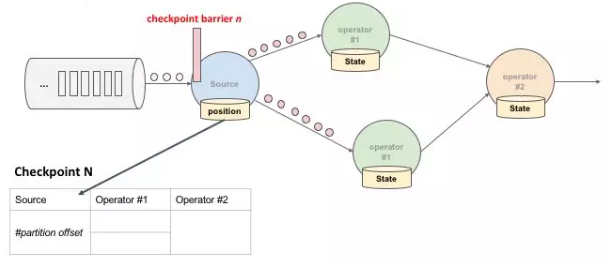 checkpoint barrier n
...
Source
position
operator
#1
State
operator
#1
State
operator
#2
State
Checkpoint N
Source Operator #1 Operator #2
#partition offset